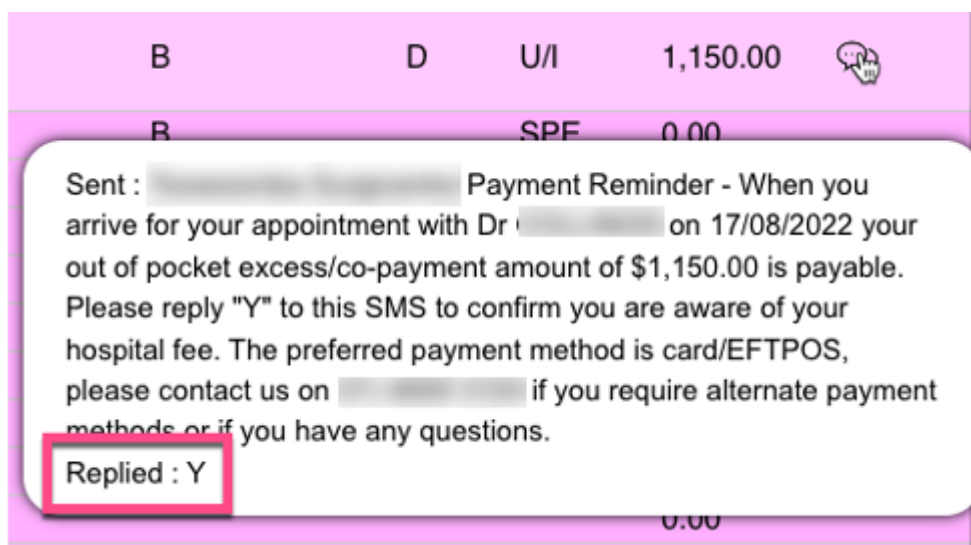 B D U/I 1,150.00
B SPE 0.00
Sent : Payment Reminder - When you
arrive for your appointment with Dr on 17/08/2022 your
out of pocket excess/co-payment amount of $1,150.00 is payable.
Please reply "Y" to this SMS to confirm you are aware of your
hospital fee. The preferred payment method is card/EFTPOS,
please contact us on if you require alternate payment
methods or if you have any questions.
Replied : Y
0.00